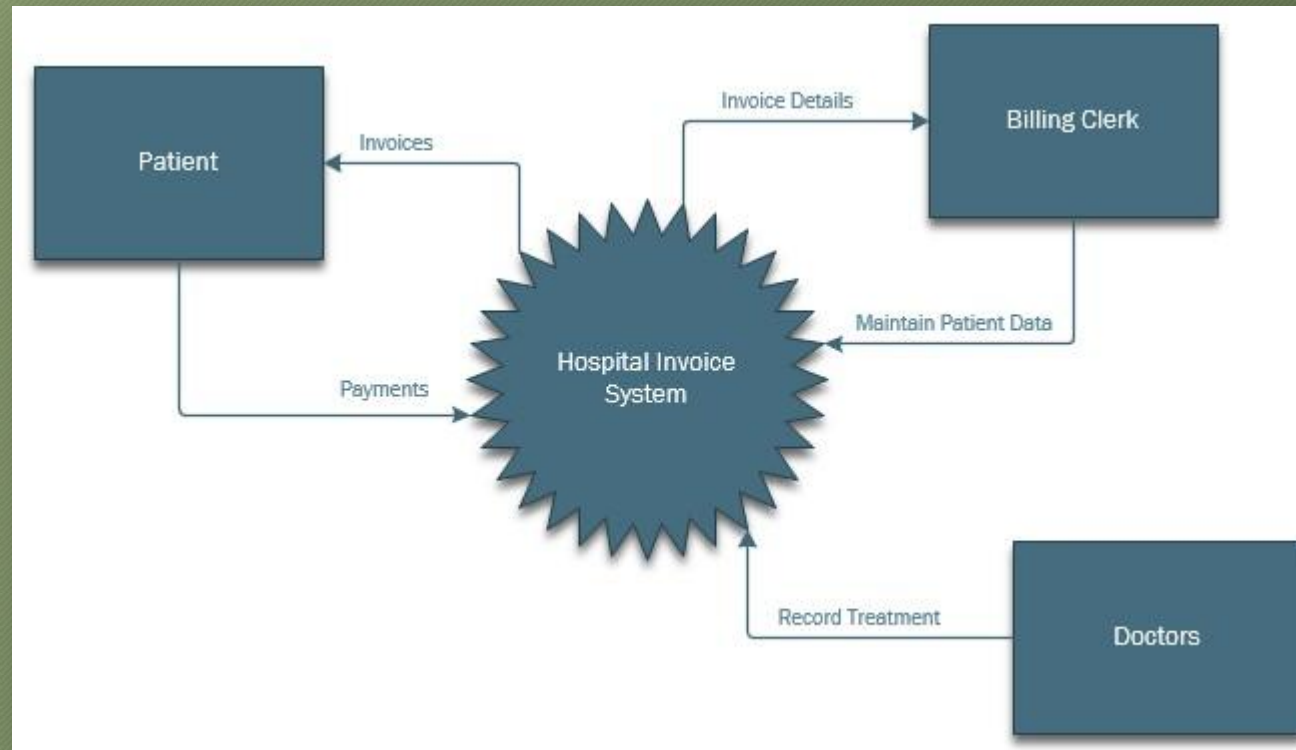 Invoice Details
Billing Clerk
Invoices
Patient
Maintain Patient Data
Hospital Invoice
System
Payments
Record Treatment
Doctors